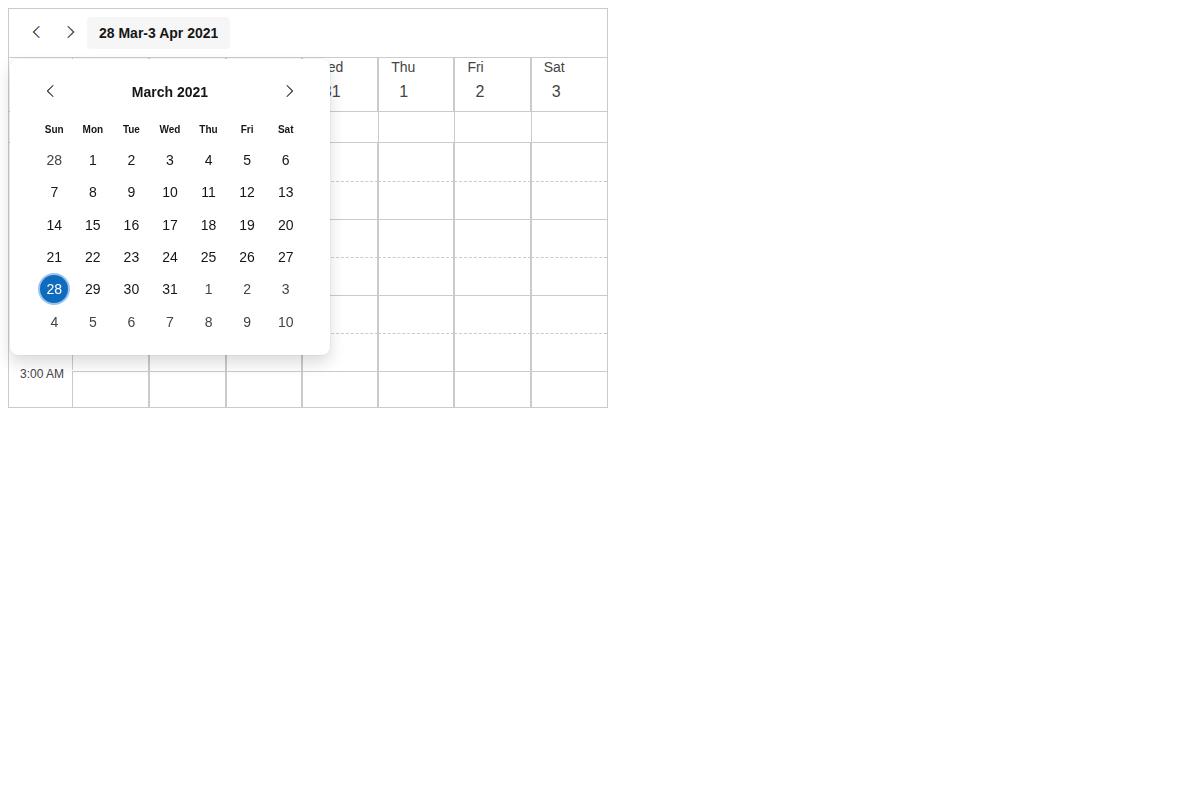 28 Mar-3 Apr 2021
Thu Fri Sat
1 2 3
March 2021
Sun Mon Tue Wed Thu Fri Sat
28 1 2 3 4 5 6
7 8 9 10 11 12 13
14 15 16 17 18 19 20
21 22 23 24 25 26 27
28 29 30 31 1 2 3
4 5 6 7 8 9 10
3:00 AM